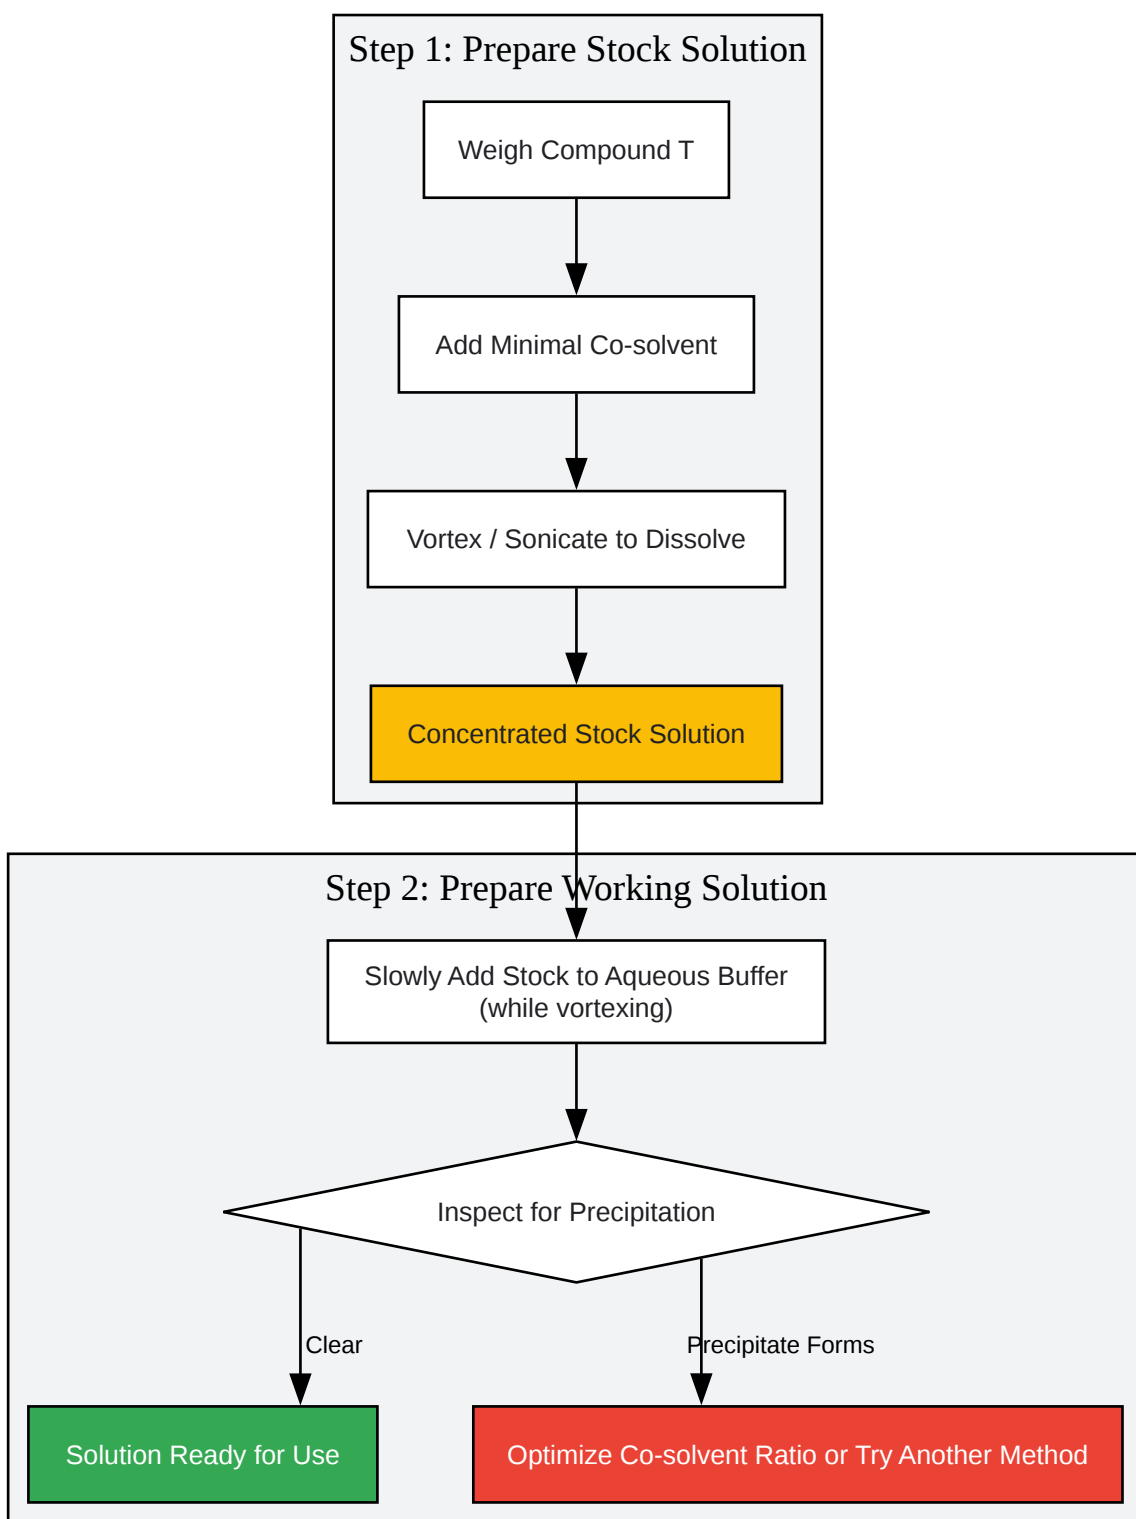 Step 1: Prepare Stock Solution
Weigh Compound T
Add Minimal Co-solvent
Vortex / Sonicate to Dissolve
Concentrated Stock Solution
Step 2: Prepare Working Solution
Slowly Add Stock to Aqueous Buffer
(while vortexing)
Inspect for Precipitation
Clear
Precipitate Forms
Solution Ready for Use
Optimize Co-solvent Ratio or Try Another Method